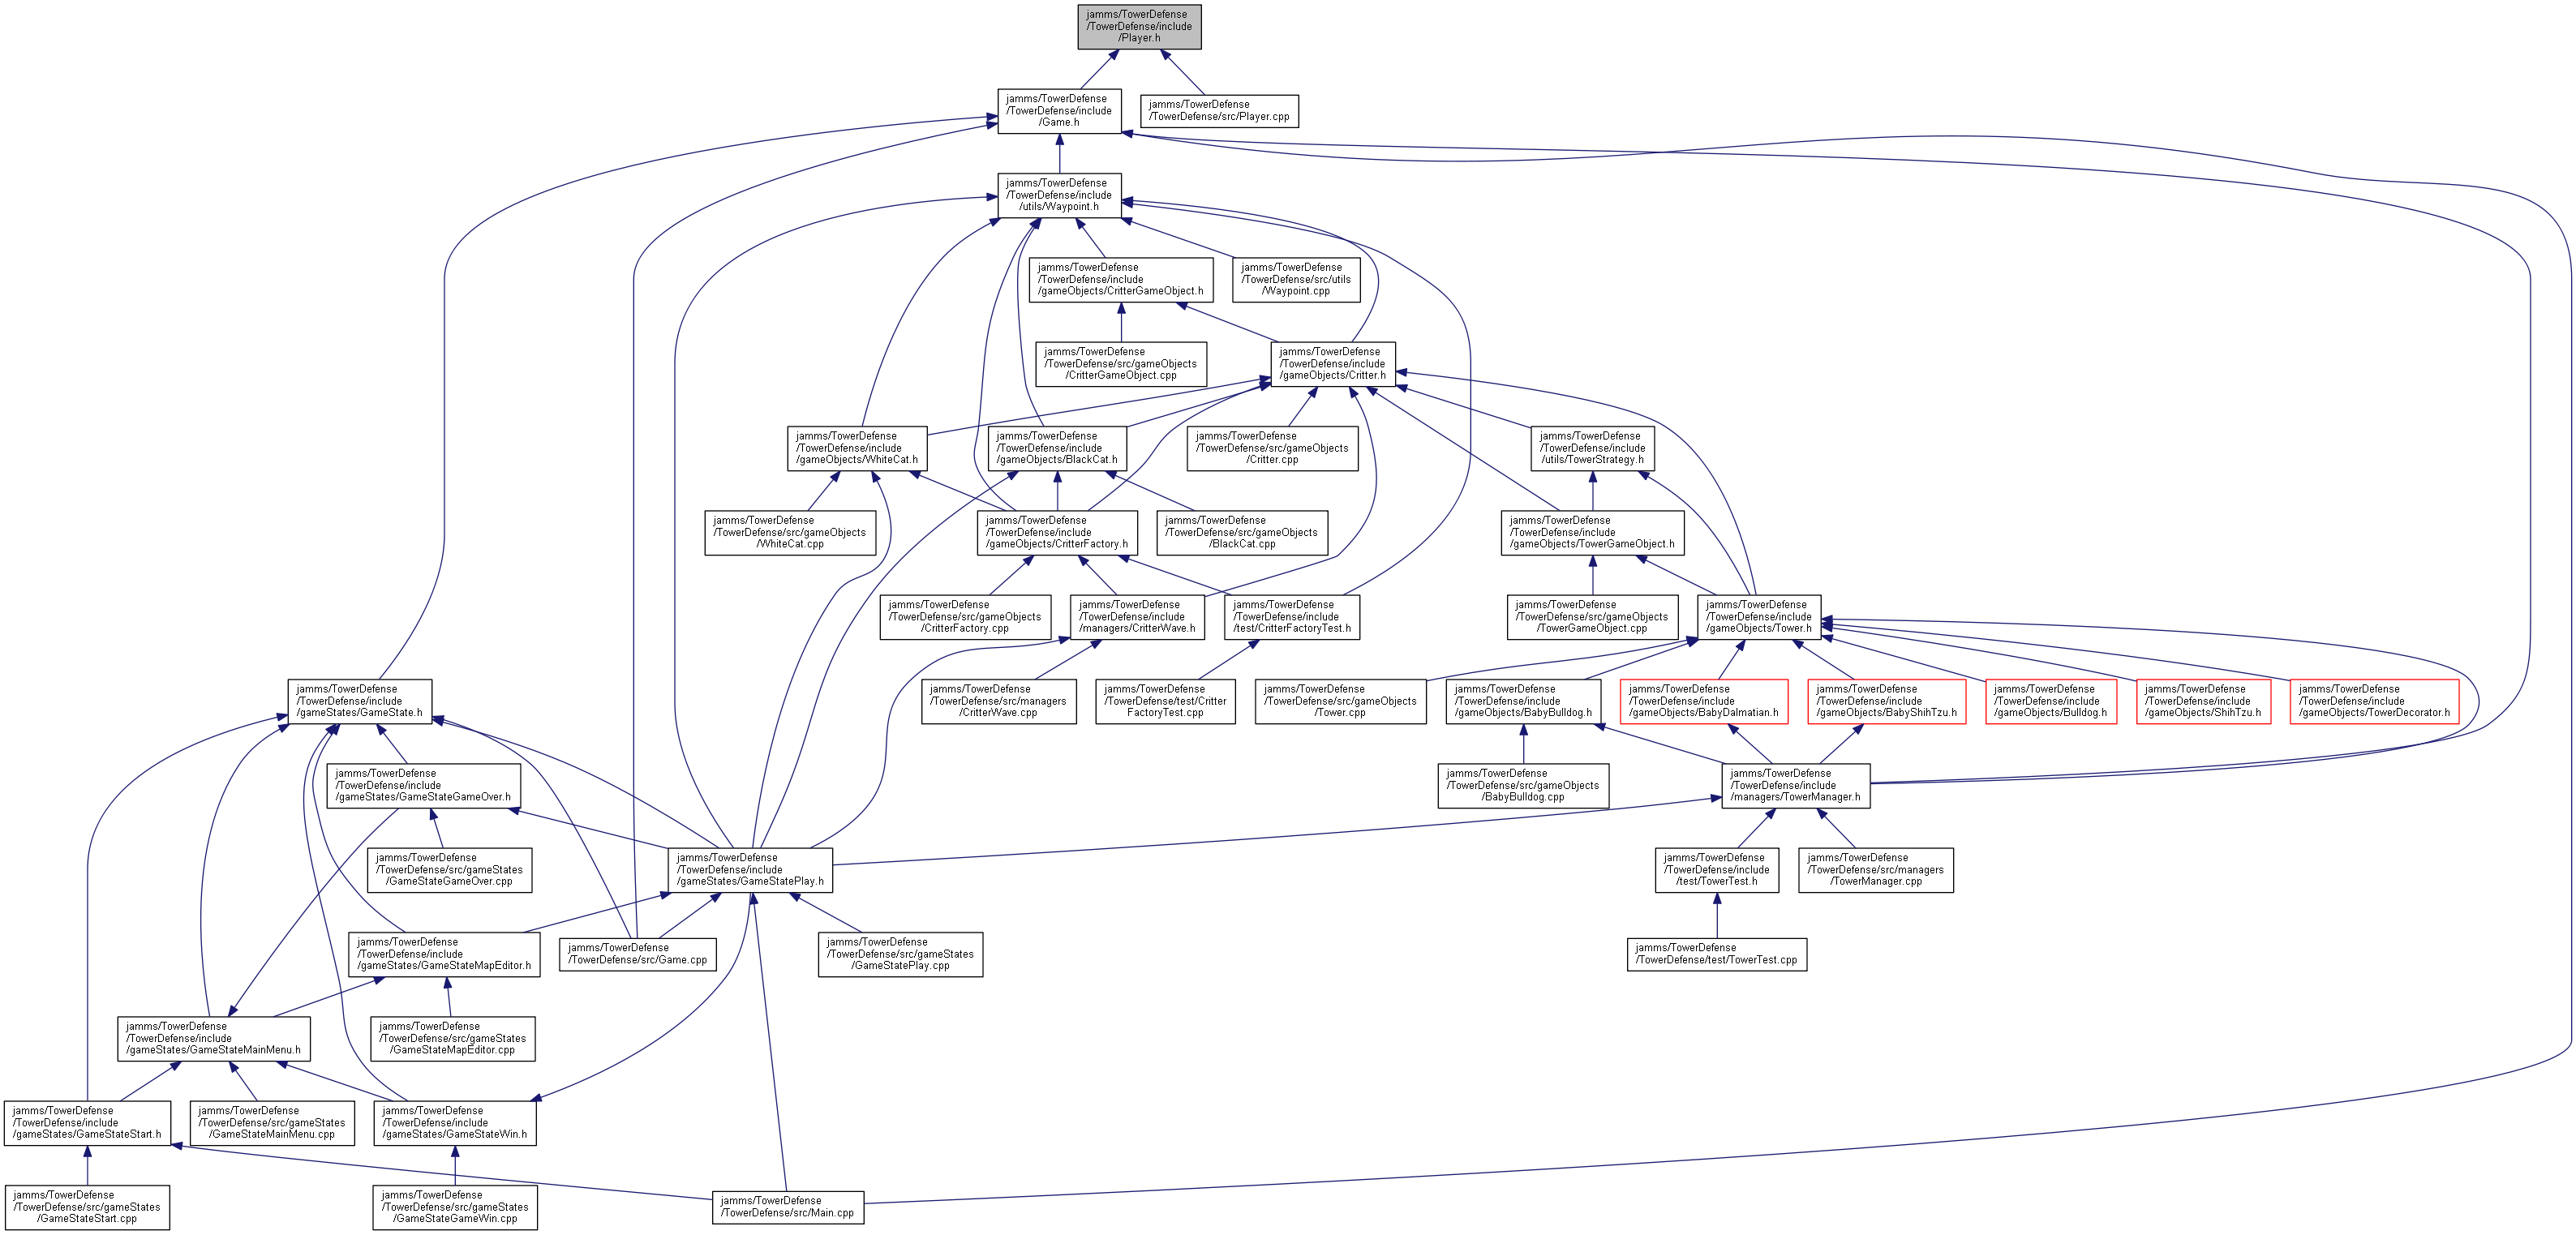 jamms/TowerDefense
/TowerDefense/include
/Player.h
jamms/TowerDefense
/TowerDefense/include
/Game.h
jamms/TowerDefense
/TowerDefense/src/Player.cpp
jamms/TowerDefense
/TowerDefense/include
/utils/Waypoint.h
jamms/TowerDefense
/TowerDefense/include
/gameObjects/CritterGameObject.h
jamms/TowerDefense
/TowerDefense/src/utils
/Waypoint.cpp
jamms/TowerDefense
/TowerDefense/src/gameObjects
/CritterGameObject.cpp
jamms/TowerDefense
/TowerDefense/include
/gameObjects/Critter.h
jamms/TowerDefense
/TowerDefense/include
/gameObjects/WhiteCat.h
jamms/TowerDefense
/TowerDefense/include
/gameObjects/BlackCat.h
jamms/TowerDefense
/TowerDefense/src/gameObjects
/Critter.cpp
jamms/TowerDefense
/TowerDefense/include
/utils/TowerStrategy.h
jamms/TowerDefense
/TowerDefense/src/gameObjects
/WhiteCat.cpp
jamms/TowerDefense
/TowerDefense/include
/gameObjects/CritterFactory.h
jamms/TowerDefense
/TowerDefense/src/gameObjects
/BlackCat.cpp
jamms/TowerDefense
/TowerDefense/include
/gameObjects/TowerGameObject.h
jamms/TowerDefense
/TowerDefense/src/gameObjects
/CritterFactory.cpp
jamms/TowerDefense
/TowerDefense/include
/managers/CritterWave.h
jamms/TowerDefense
/TowerDefense/include
/test/CritterFactoryTest.h
jamms/TowerDefense
/TowerDefense/src/gameObjects
/TowerGameObject.cpp
jamms/TowerDefense
/TowerDefense/include
/gameObjects/Tower.h
jamms/TowerDefense
/TowerDefense/include
/gameStates/GameState.h
jamms/TowerDefense
/TowerDefense/src/managers
/CritterWave.cpp
jamms/TowerDefense
/TowerDefense/test/Critter
FactoryTest.cpp
jamms/TowerDefense
/TowerDefense/src/gameObjects
/Tower.cpp
jamms/TowerDefense
/TowerDefense/include
/gameObjects/BabyBulldog.h
jamms/TowerDefense
/TowerDefense/include
/gameObjects/BabyDalmatian.h
jamms/TowerDefense
/TowerDefense/include
/gameObjects/BabyShihTzu.h
jamms/TowerDefense
/TowerDefense/include
/gameObjects/Bulldog.h
jamms/TowerDefense
/TowerDefense/include
/gameObjects/ShihTzu.h
jamms/TowerDefense
/TowerDefense/include
/gameObjects/TowerDecorator.h
jamms/TowerDefense
/TowerDefense/include
/gameStates/GameStateGameOver.h
jamms/TowerDefense
/TowerDefense/src/gameObjects
/BabyBulldog.cpp
jamms/TowerDefense
/TowerDefense/include
/managers/TowerManager.h
jamms/TowerDefense
/TowerDefense/src/gameStates
/GameStateGameOver.cpp
jamms/TowerDefense
/TowerDefense/include
/gameStates/GameStatePlay.h
jamms/TowerDefense
/TowerDefense/include
/test/TowerTest.h
jamms/TowerDefense
/TowerDefense/src/managers
/TowerManager.cpp
jamms/TowerDefense
/TowerDefense/include
/gameStates/GameStateMapEditor.h
jamms/TowerDefense
/TowerDefense/src/Game.cpp
jamms/TowerDefense
/TowerDefense/src/gameStates
/GameStatePlay.cpp
jamms/TowerDefense
/TowerDefense/test/TowerTest.cpp
jamms/TowerDefense
/TowerDefense/include
/gameStates/GameStateMainMenu.h
jamms/TowerDefense
/TowerDefense/src/gameStates
/GameStateMapEditor.cpp
jamms/TowerDefense
/TowerDefense/include
/gameStates/GameStateStart.h
jamms/TowerDefense
/TowerDefense/src/gameStates
/GameStateMainMenu.cpp
jamms/TowerDefense
/TowerDefense/include
/gameStates/GameStateWin.h
jamms/TowerDefense
/TowerDefense/src/gameStates
/GameStateStart.cpp
jamms/TowerDefense
/TowerDefense/src/gameStates
/GameStateGameWin.cpp
jamms/TowerDefense
/TowerDefense/src/Main.cpp